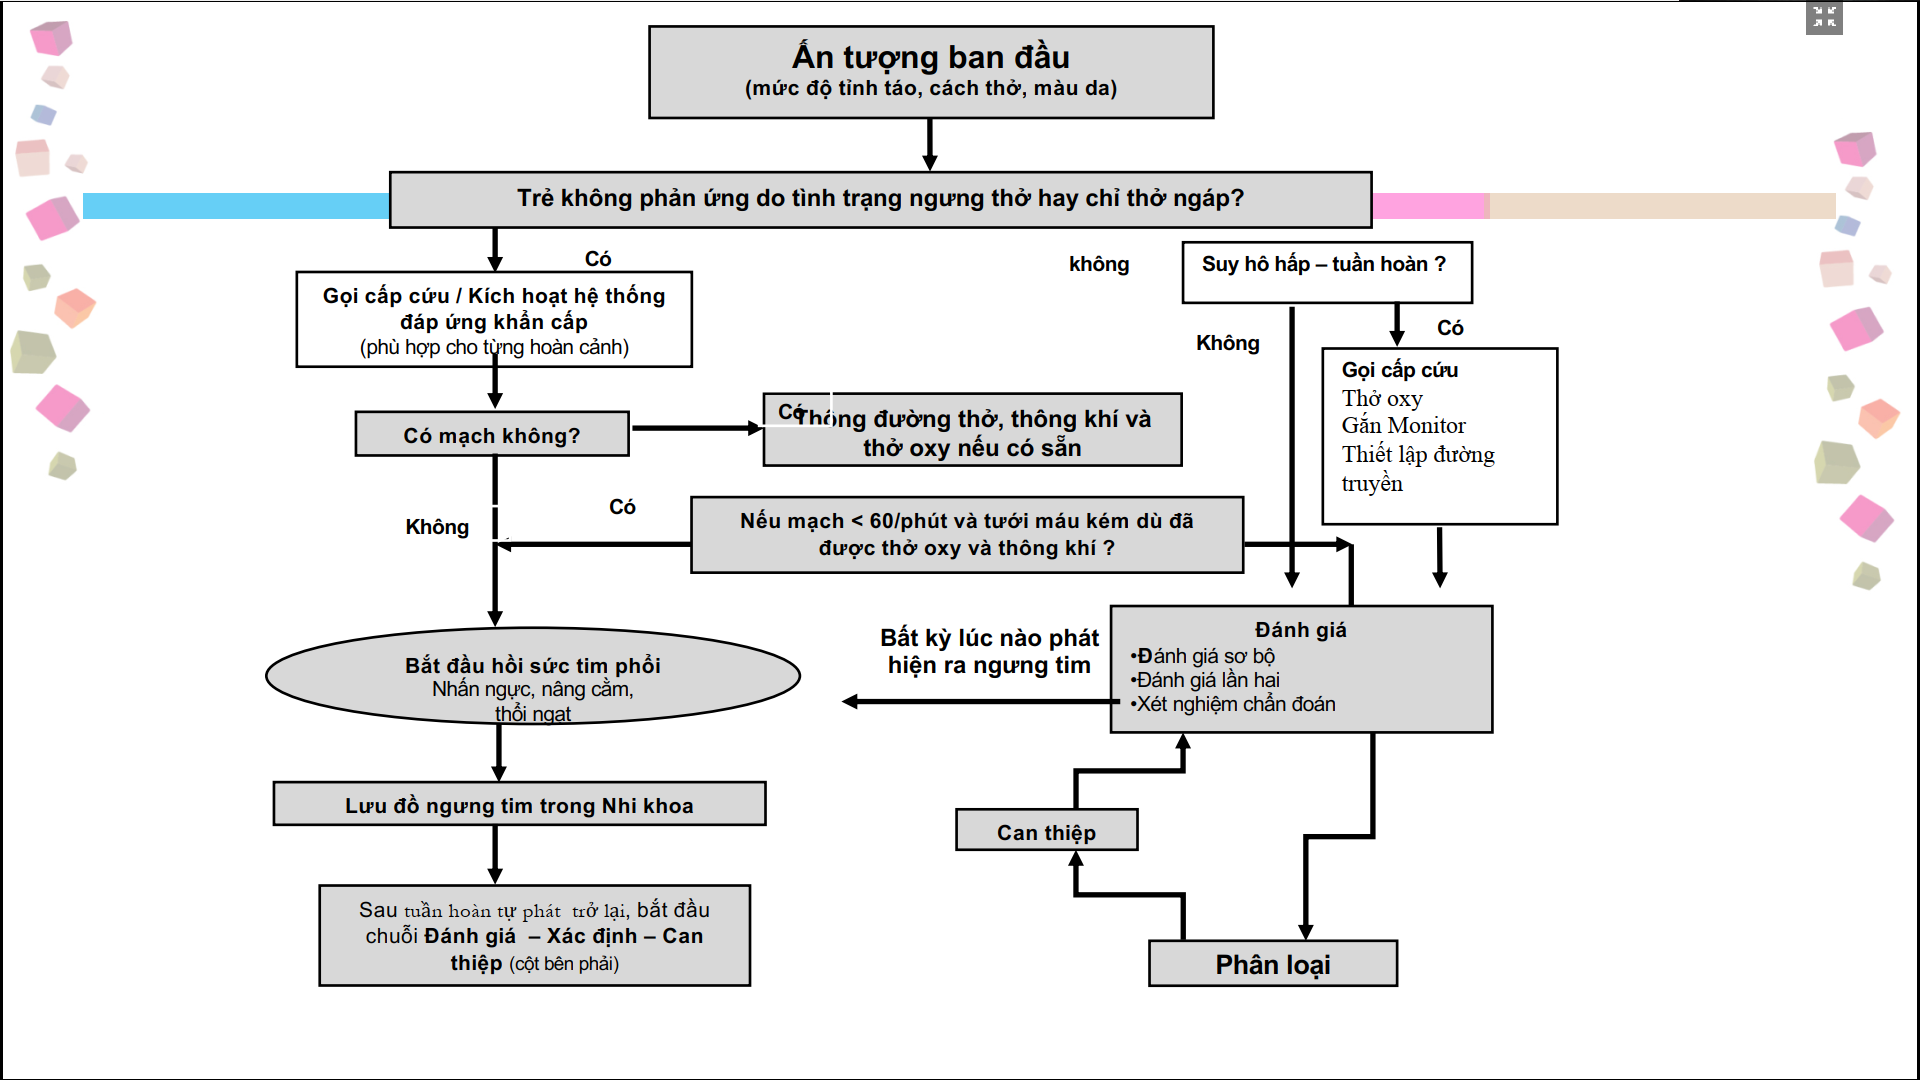 Ấn tượng ban đầu
(mức độ tỉnh táo, cách thở, màu da)
Trẻ không phản ứng do tình trạng ngưng thở hay chỉ thở ngáp?
Có
không
Suy hô hấp – tuần hoàn ?
Gọi cấp cứu / Kích hoạt hệ thống
đáp ứng khẩn cấp
(phù hợp cho từng hoàn cảnh)
Không
Có
Gọi cấp cứu
Thở oxy
Gắn Monitor
Thiết lập đường
truyền
Có mạch không?
Có
Thông đường thở, thông khí và
thở oxy nếu có sẵn
Không
Có
Nếu mạch < 60/phút và tưới máu kém dù đã
được thở oxy và thông khí ?
Bắt đầu hồi sức tim phổi
Nhấn ngực, nâng cằm,
thổi ngạt
Bất kỳ lúc nào phát
hiện ra ngưng tim
Đánh giá
•Đánh giá sơ bộ
•Đánh giá lần hai
•Xét nghiệm chẩn đoán
Lưu đồ ngưng tim trong Nhi khoa
Can thiệp
Sau tuần hoàn tự phát trở lại, bắt đầu
chuỗi Đánh giá – Xác định – Can
thiệp (cột bên phải)
Phân loại